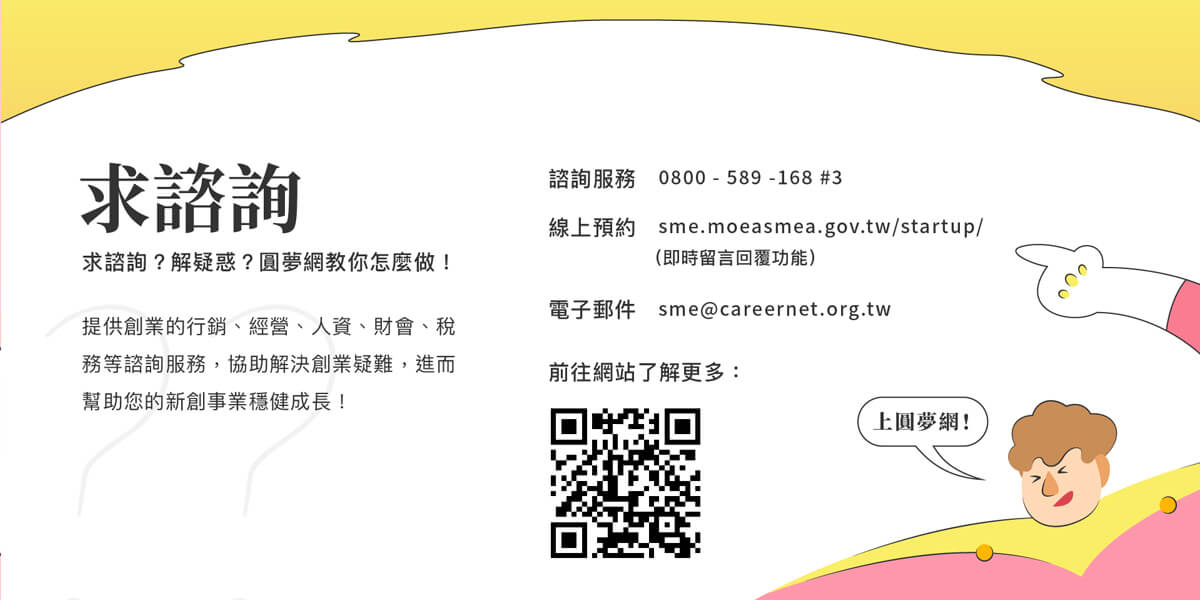 求諮詢
求諮詢？解疑惑？圓夢網教你怎麼做！
提供創業的行銷、經營、人資、財會、稅
務等諮詢服務，協助解決創業疑難，進而
幫助您的新創事業穩健成長！
諮詢服務 0800 - 589 -168 #3
線上預約 sme.moeasmea.gov.tw/startup/
(即時留言回覆功能)
電子郵件 sme@careernet.org.tw
前往網站了解更多：
上圓夢網！